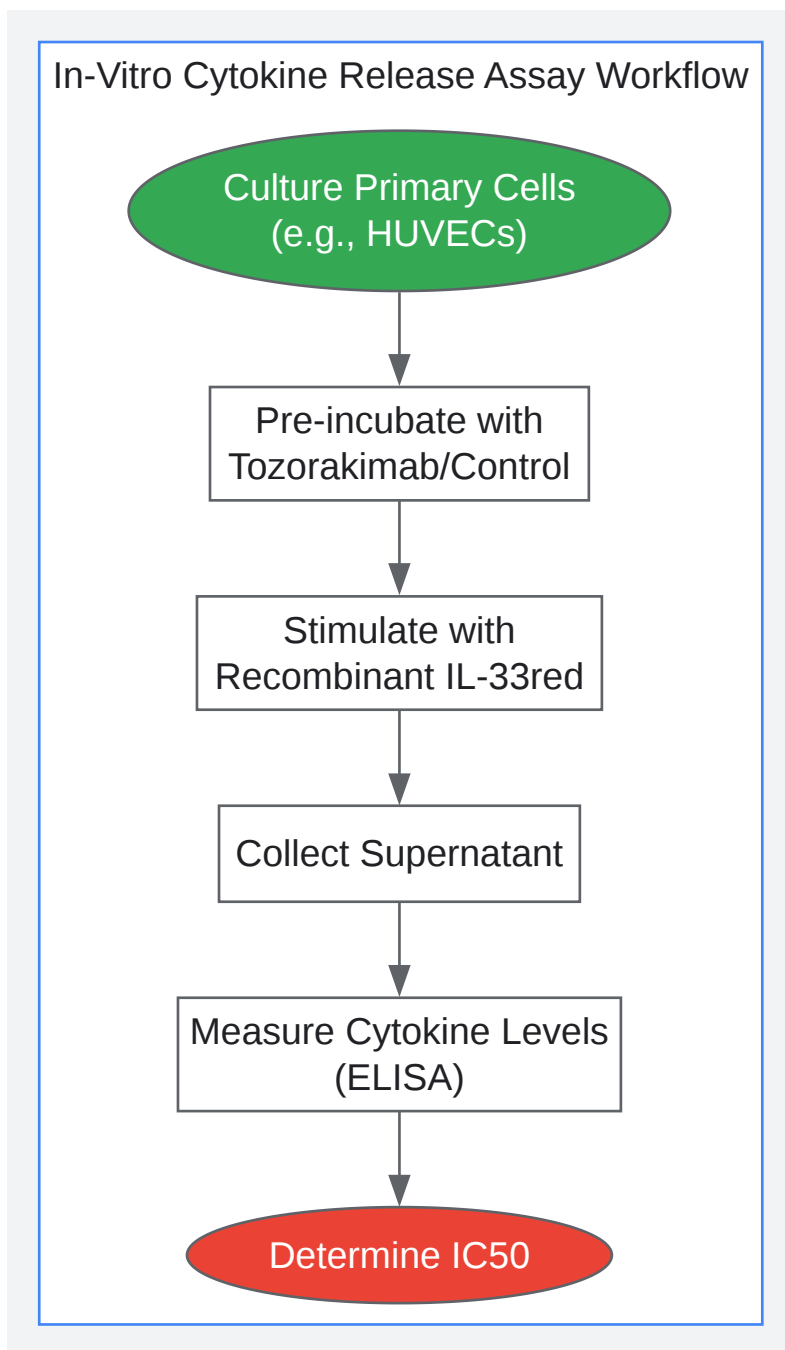 In-Vitro Cytokine Release Assay Workflow
Culture Primary Cells
(e.g., HUVECs)
Pre-incubate with
Tozorakimab/Control
Stimulate with
Recombinant IL-33red
Collect Supernatant
Measure Cytokine Levels
(ELISA)
Determine IC50